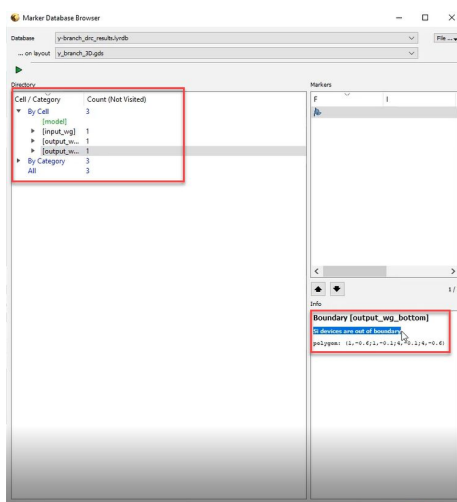 Marker Database Browser
Database y-branch_drc_results.lyrdb File ...
... on layout y_branch_3D.gds
Directory Markers
Cell / Category Count (Not Visited) F I
By Cell 3
[model]
[input_wg] 1
[output_w... 1
[output_w... 1
By Category 3
All 3
1/
Info
Boundary [output_wg_bottom]
Si devices are out of boundary
polygon: (1,-0.6;1,-0.1;4,-0.1;4,-0.6)